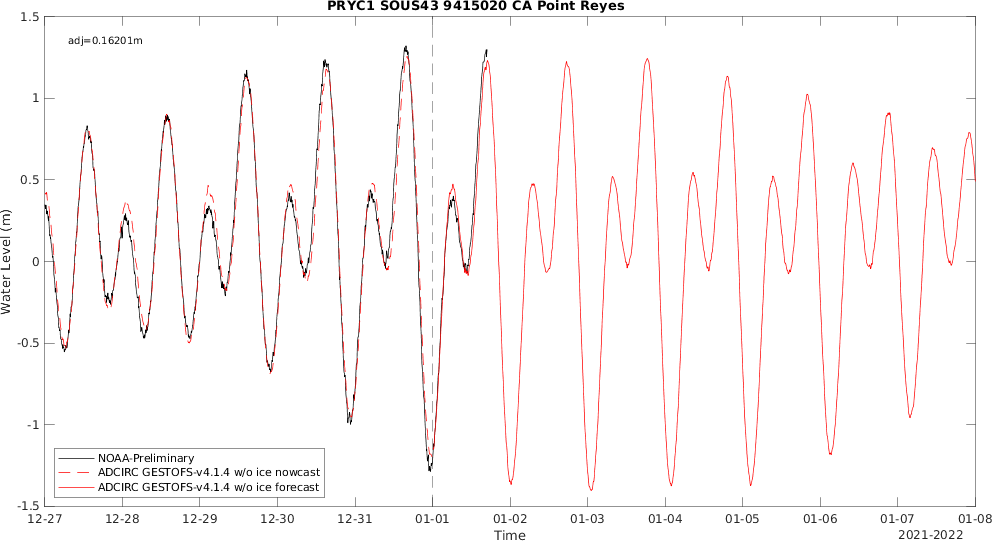 PRYC1 SOUS43 9415020 CA Point Reyes
adj=0.16201m
1.5
1
0.5
0
-0.5
-1
-1.5
Water Level (m)
NOAA-Preliminary
ADCIRC GESTOFS-v4.1.4 w/o ice nowcast
ADCIRC GESTOFS-v4.1.4 w/o ice forecast
12-27 12-28 12-29 12-30 12-31 01-01 01-02 01-03 01-04 01-05 01-06 01-07 01-08
Time
2021-2022